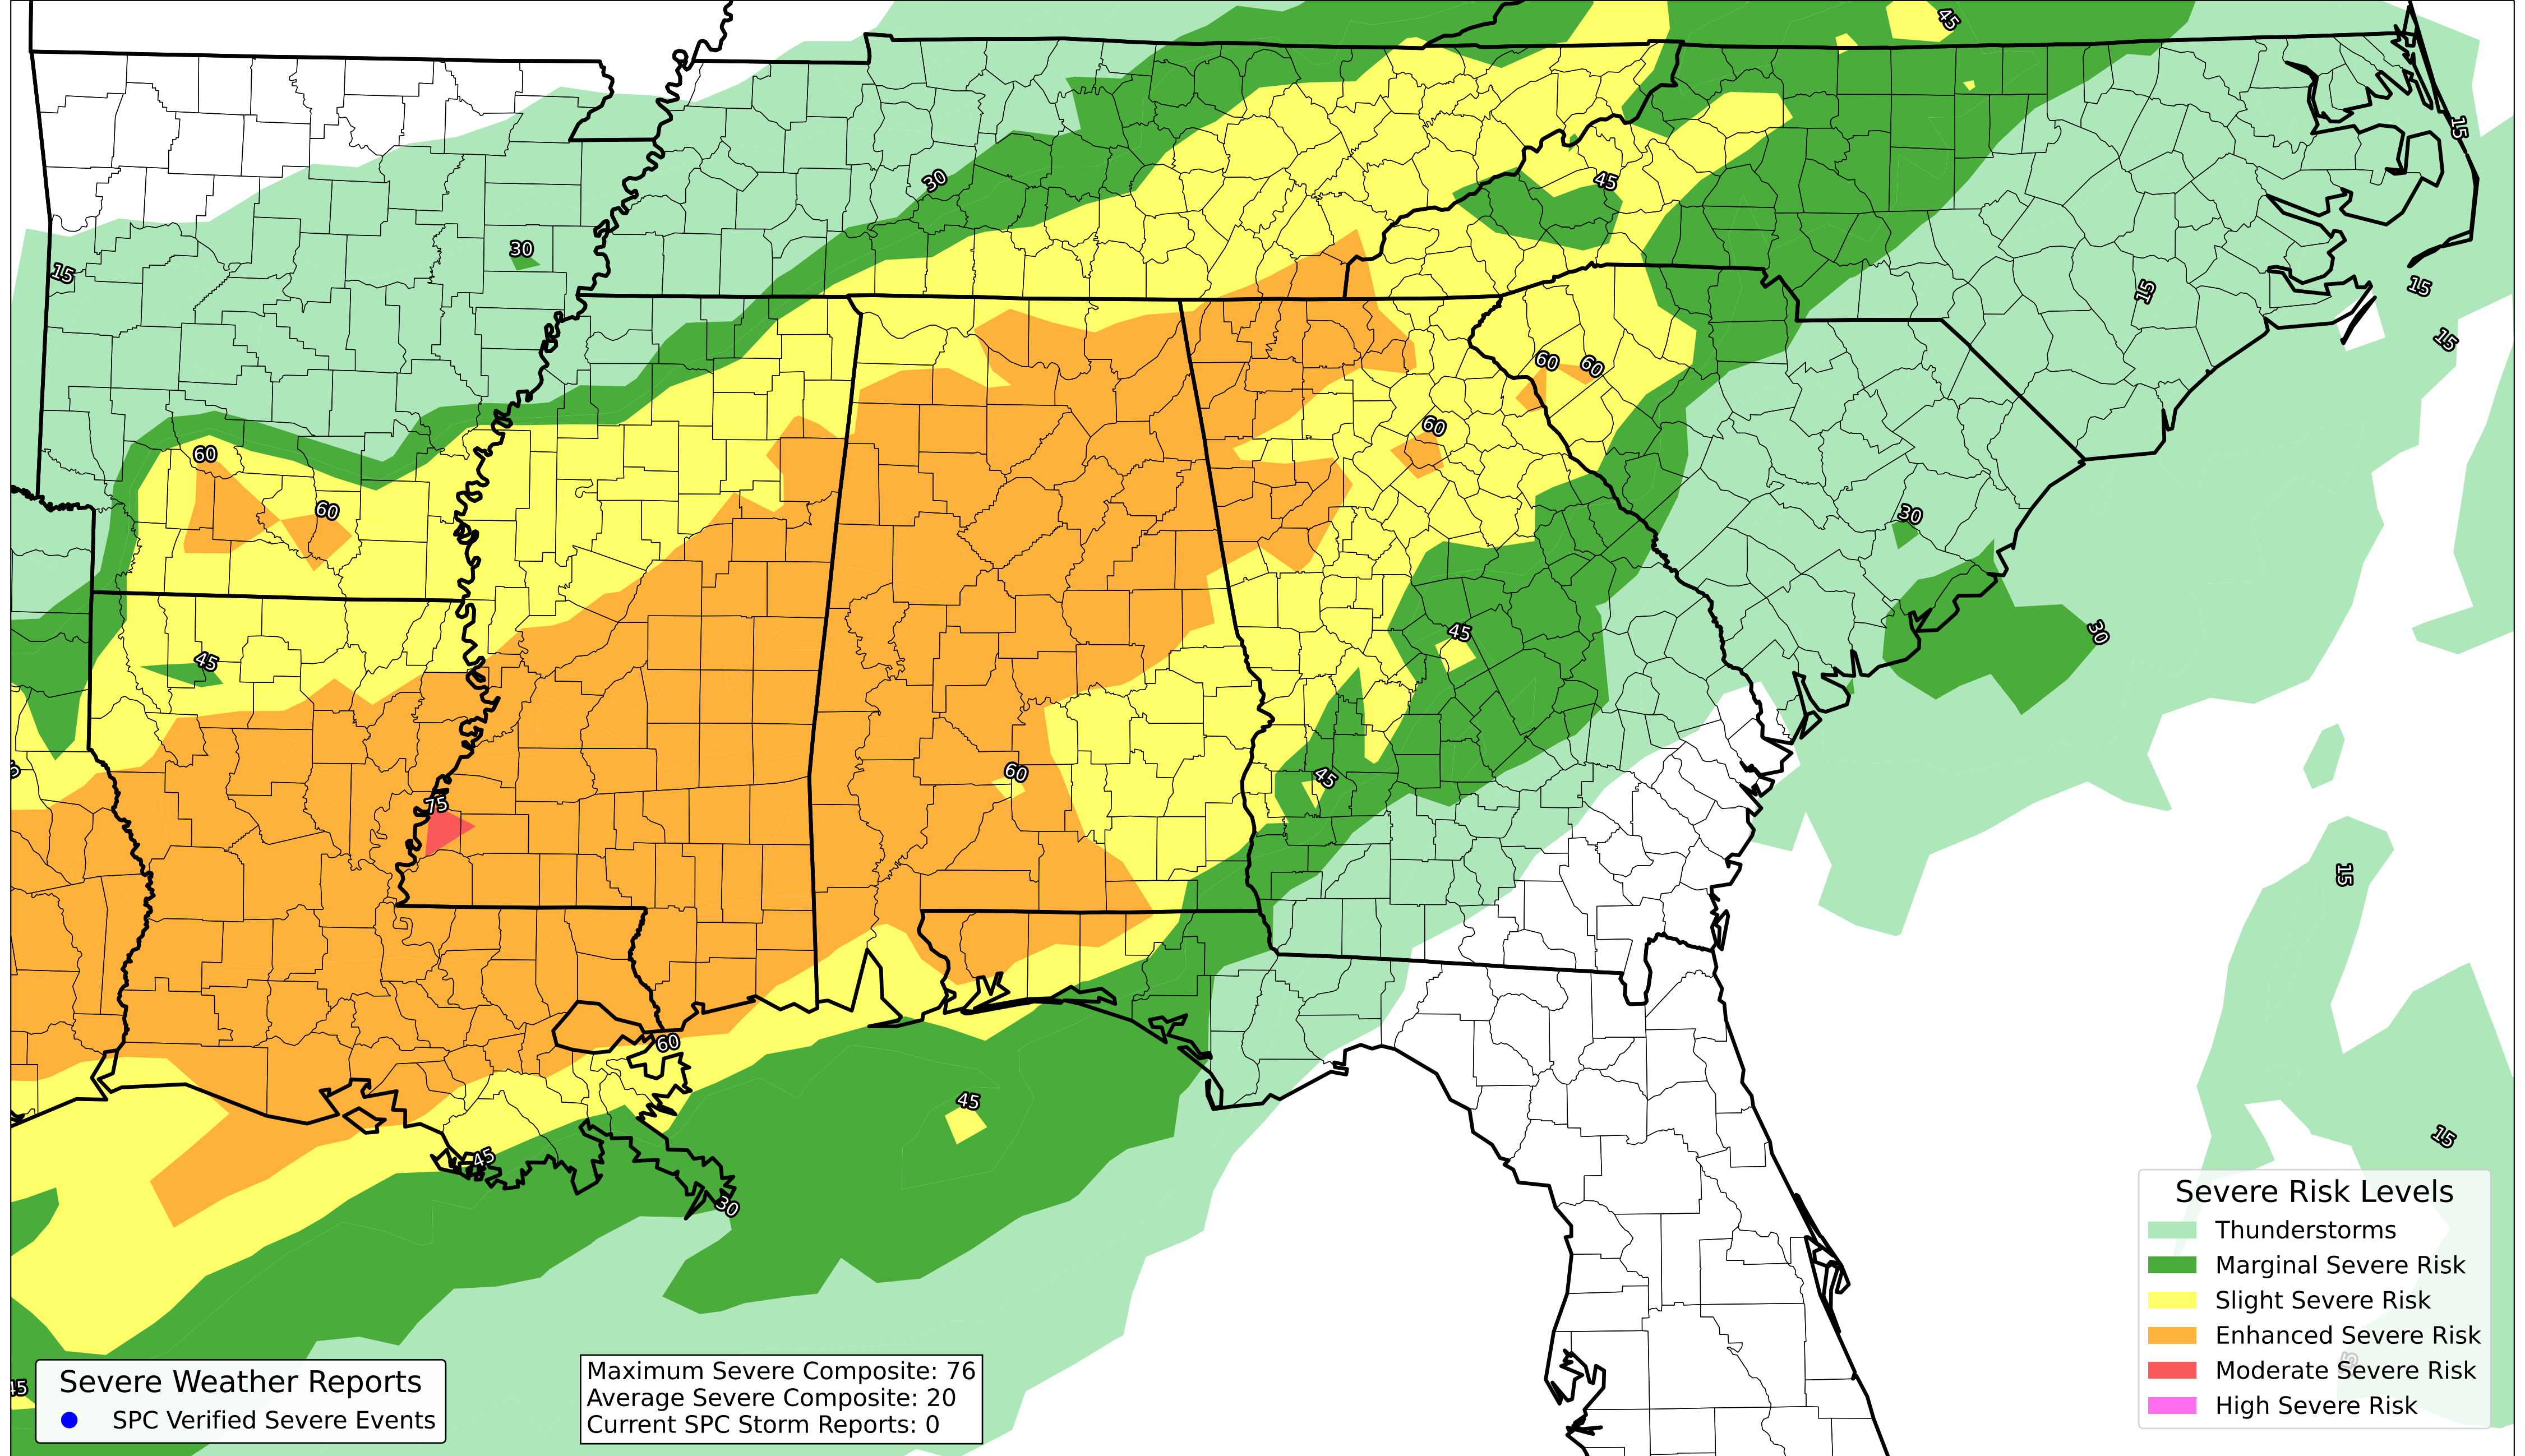 45
15
30
45
30
15
15
15
15
60
60
60
60
60
30
45
30
45
60
45
75
15
60
45
15
45
30
45
Severe Risk Levels
Thunderstorms
Marginal Severe Risk
Slight Severe Risk
Enhanced Severe Risk
Moderate Severe Risk
High Severe Risk
Severe Weather Reports
SPC Verified Severe Events
Maximum Severe Composite: 76
Average Severe Composite: 20
Current SPC Storm Reports: 0